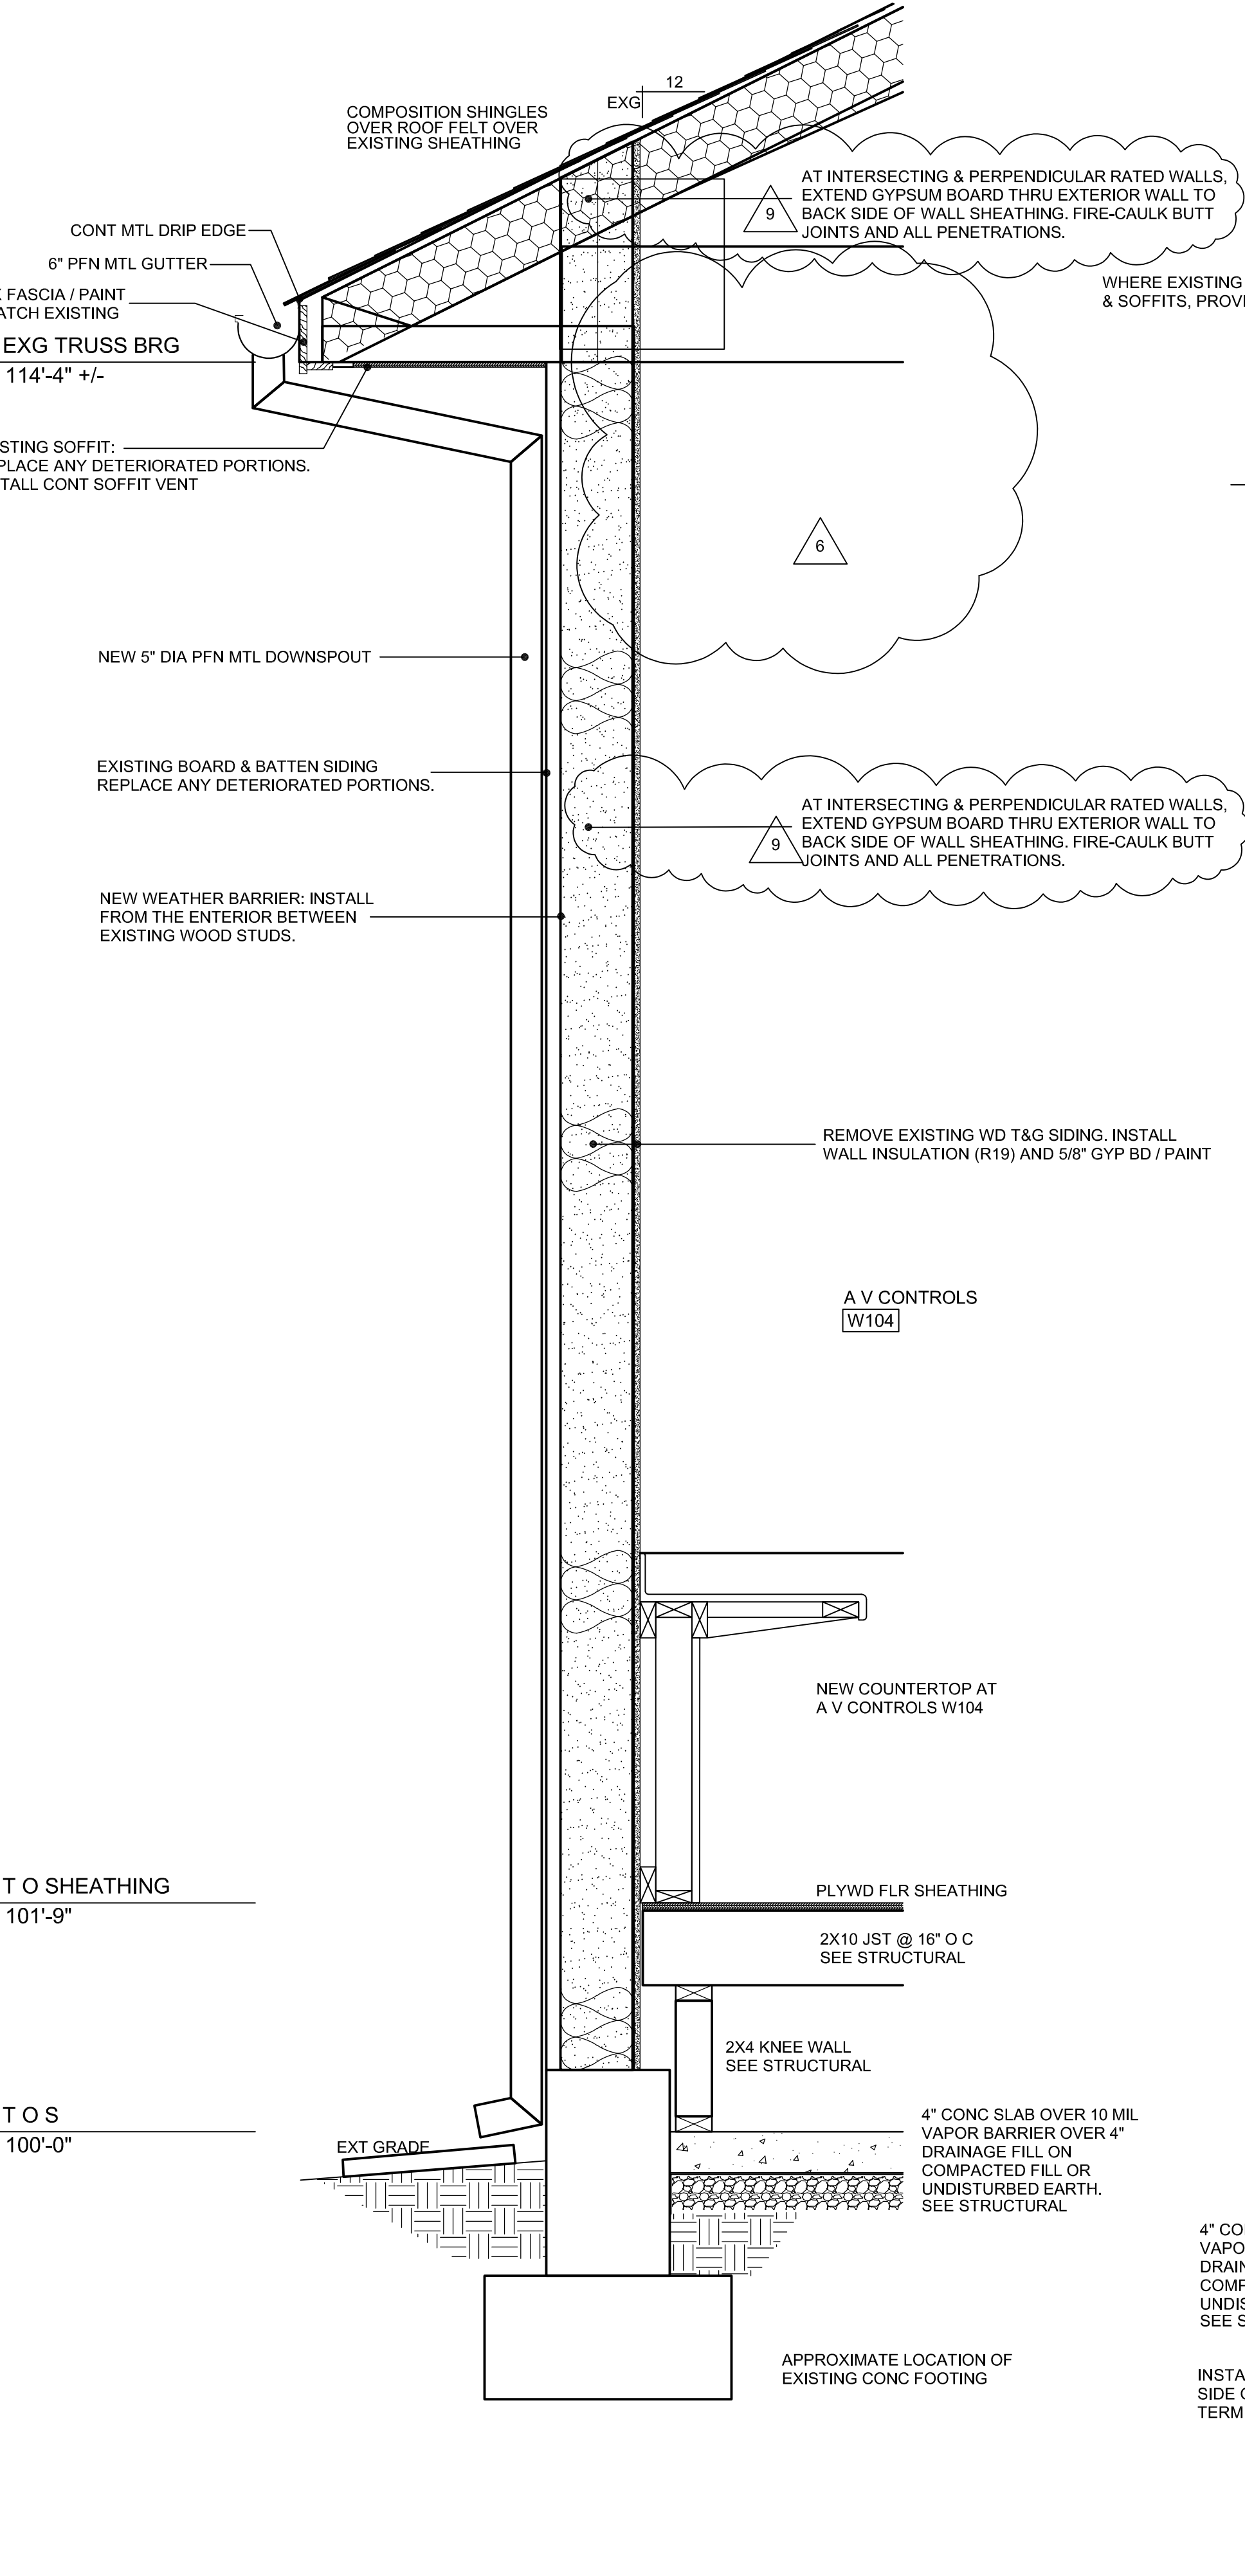 12
EXG
COMPOSITION SHINGLES
OVER ROOF FELT OVER
EXISTING SHEATHING
AT INTERSECTING & PERPENDICULAR RATED WALLS,
EXTEND GYPSUM BOARD THRU EXTERIOR WALL TO
BACK SIDE OF WALL SHEATHING. FIRE-CAULK BUTT
JOINTS AND ALL PENETRATIONS.
9
CONT MTL DRIP EDGE
6" PFN MTL GUTTER
FASCIA / PAINT
ATCH EXISTING
WHERE EXISTING
& SOFFITS, PROVI
EXG TRUSS BRG
114'-4" +/-
STING SOFFIT:
PLACE ANY DETERIORATED PORTIONS.
TALL CONT SOFFIT VENT
6
NEW 5" DIA PFN MTL DOWNSPOUT
EXISTING BOARD & BATTEN SIDING
REPLACE ANY DETERIORATED PORTIONS.
AT INTERSECTING & PERPENDICULAR RATED WALLS,
EXTEND GYPSUM BOARD THRU EXTERIOR WALL TO
BACK SIDE OF WALL SHEATHING. FIRE-CAULK BUTT
JOINTS AND ALL PENETRATIONS.
9
NEW WEATHER BARRIER: INSTALL
FROM THE ENTERIOR BETWEEN
EXISTING WOOD STUDS.
REMOVE EXISTING WD T&G SIDING. INSTALL
WALL INSULATION (R19) AND 5/8" GYP BD / PAINT
A V CONTROLS
W104
NEW COUNTERTOP AT
A V CONTROLS W104
T O SHEATHING
101'-9"
PLYWD FLR SHEATHING
2X10 JST @ 16" O C
SEE STRUCTURAL
2X4 KNEE WALL
SEE STRUCTURAL
T O S
100'-0"
EXT GRADE
4" CONC SLAB OVER 10 MIL
VAPOR BARRIER OVER 4"
DRAINAGE FILL ON
COMPACTED FILL OR
UNDISTURBED EARTH.
SEE STRUCTURAL
4" CO
VAPO
DRAIN
COMP
UNDIS
SEE S
APPROXIMATE LOCATION OF
EXISTING CONC FOOTING
INSTA
SIDE
TERM